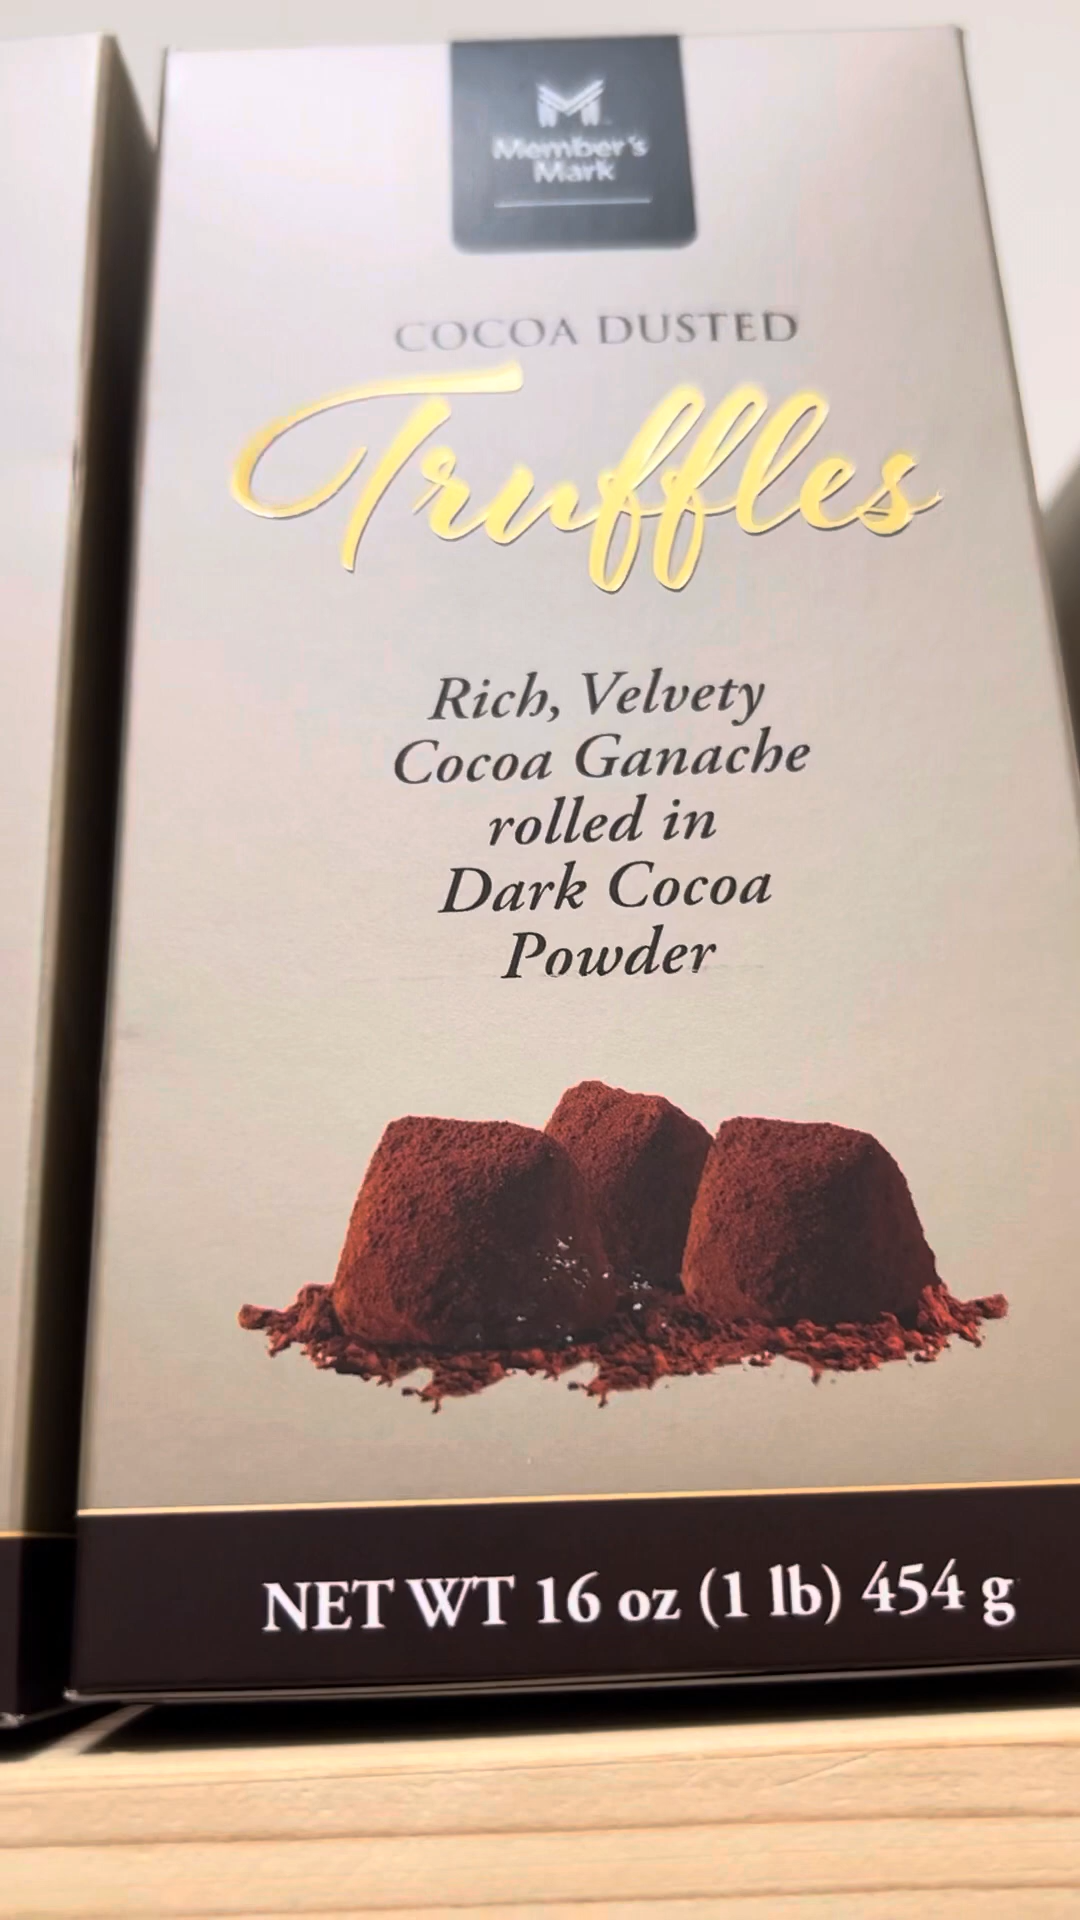 Member's
Mark
COCOA DUSTED
Truffles
Rich, Velvety
Cocoa Ganache
rolled in
Dark Cocoa
Powder
NET WT 16 oz (1 lb) 454 g